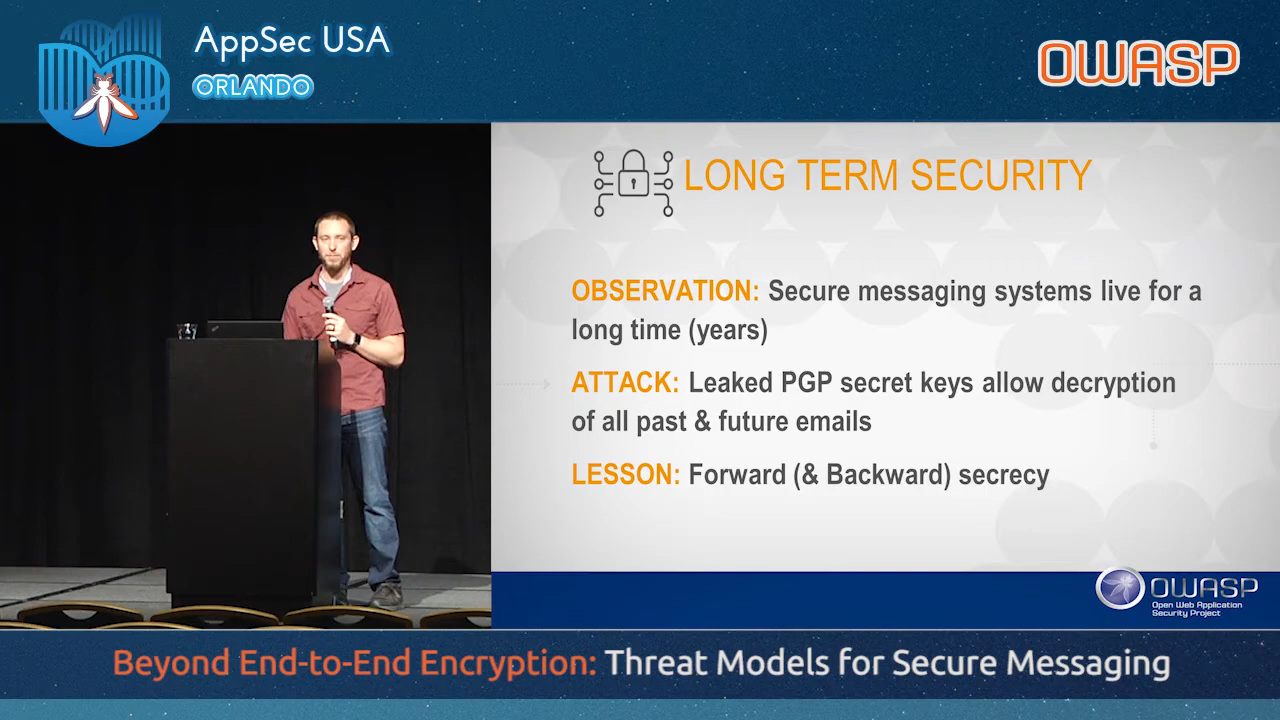 AppSec USA
ORLANDO
OWASP
LONG TERM SECURITY
OBSERVATION: Secure messaging systems live for a
long time (years)
ATTACK: Leaked PGP secret keys allow decryption
of all past & future emails
LESSON: Forward (& Backward) secrecy
OWASP
Open Web Application
Security Project
Beyond End-to-End Encryption: Threat Models for Secure Messaging